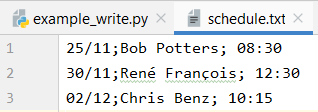 example_write.py schedule.txt
1 25/11;Bob Potters; 08:30
2 30/11;René François; 12:30
3 02/12;Chris Benz; 10:15